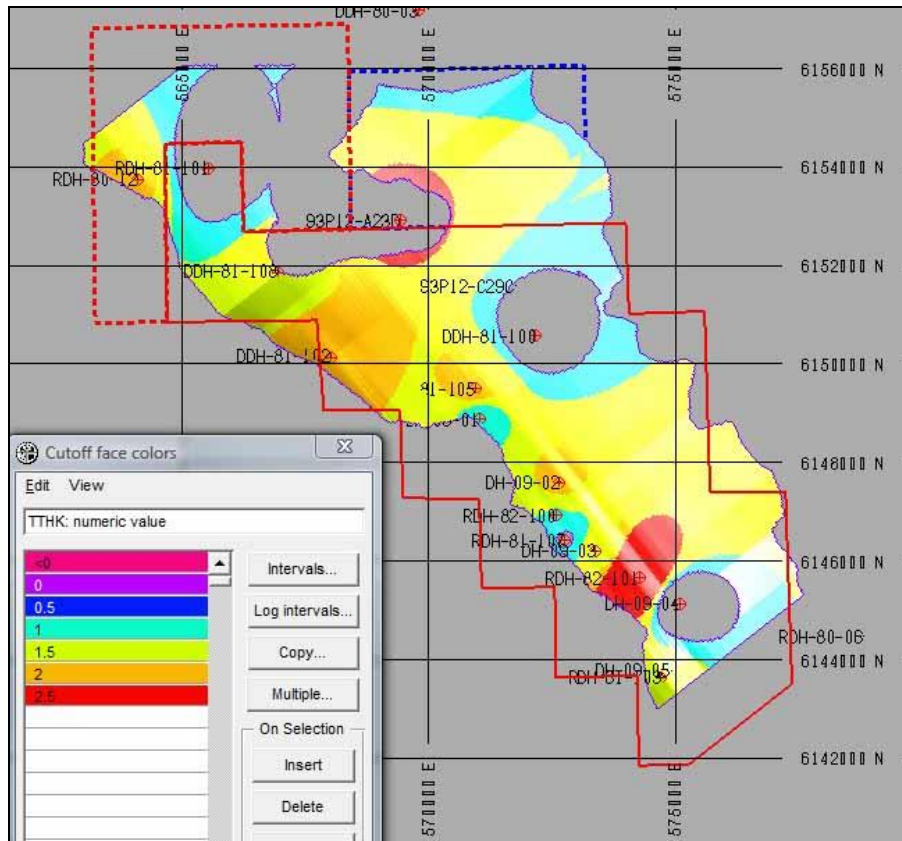 DDH-80-03
565000 E
570000 E
575000 E
6156000 N
RDH-81-101
6154000 N
RDH-80-12
93P12-A23D
DDH-81-108
6152000 N
93P12-C29C
DDH-81-100
DDH-81-102
6150000 N
81-105
6148000 N
DH-09-02
RDH-82-100
RDH-81-107
DH-09-03
6146000 N
RDH-82-101
DH-09-04
RDH-80-06
DH-09-05
6144000 N
6142000 N
570000 E
575000 E
Cutoff face colors
Edit View
TTHK: numeric value
<0
0
0.5
1
1.5
2
2.5
Intervals...
Log intervals...
Copy...
Multiple...
On Selection
Insert
Delete